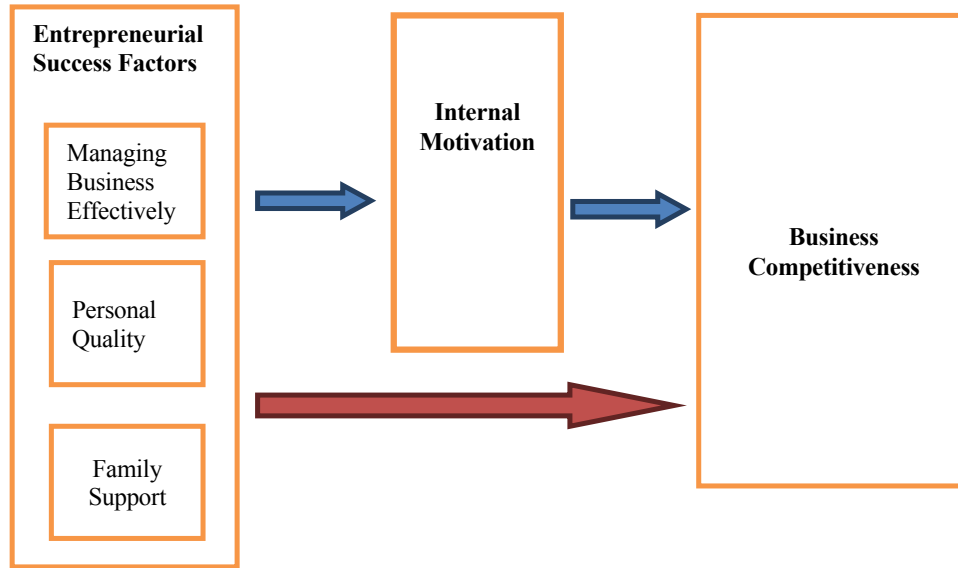 Entrepreneurial
Success Factors
Managing
Business
Effectively
Personal
Quality
Family
Support
Internal
Motivation
Business
Competitiveness